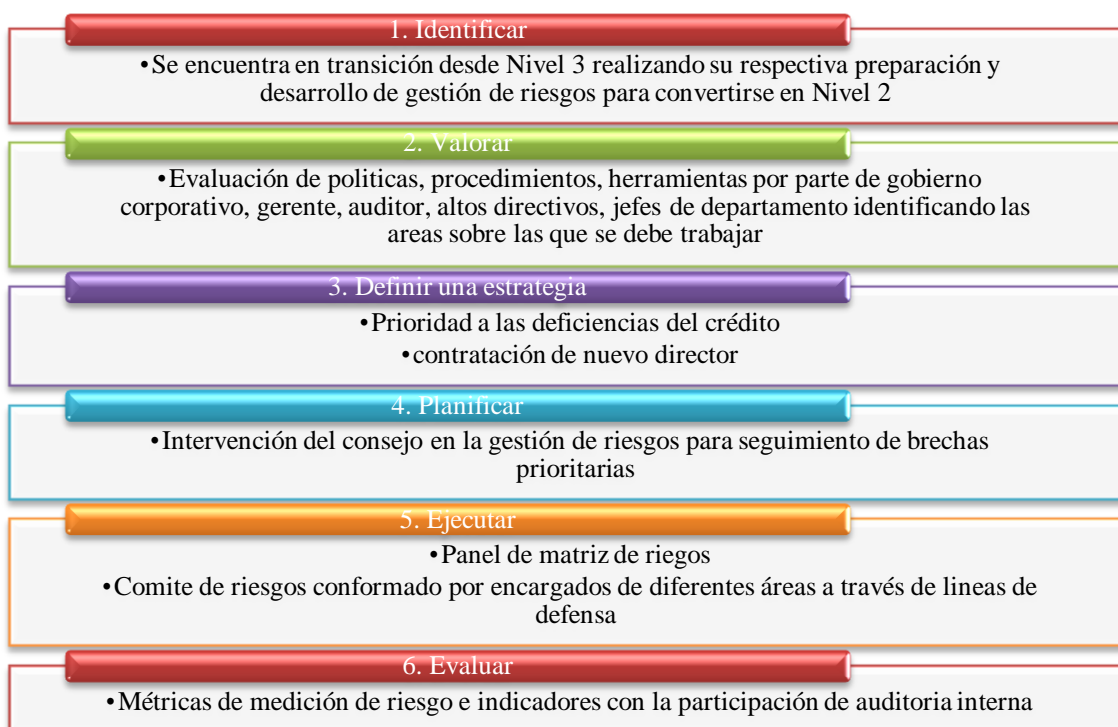 1. Identificar
•Se encuentra en transición desde Nivel 3 realizando su respectiva preparación y
desarrollo de gestión de riesgos para convertirse en Nivel 2
2. Valorar
•Evaluación de politicas, procedimientos, herramientas por parte de gobierno
corporativo, gerente, auditor, altos directivos, jefes de departamento identificando las
areas sobre las que se debe trabajar
3. Definir una estrategia
•Prioridad a las deficiencias del crédito
•contratación de nuevo director
4. Planificar
•Intervención del consejo en la gestión de riesgos para seguimiento de brechas
prioritarias
5. Ejecutar
•Panel de matriz de riegos
•Comite de riesgos conformado por encargados de diferentes áreas a través de lineas de
defensa
6. Evaluar
•Métricas de medición de riesgo e indicadores con la participación de auditoria interna